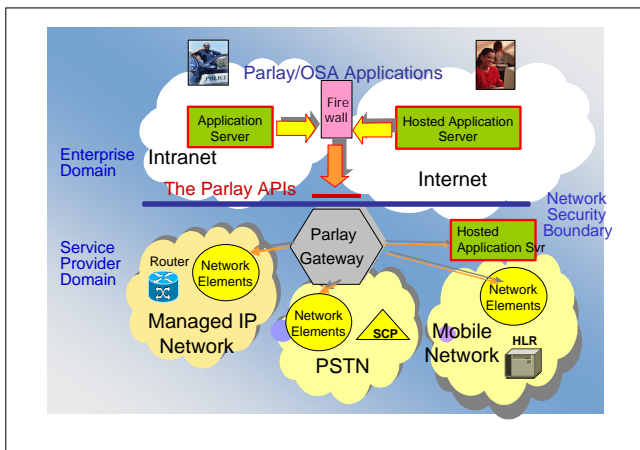 POLICE
Parlay/OSA Applications
Fire
wall
Application
Server
Hosted Application
Server
Enterprise
Domain
Intranet
Internet
The Parlay APIs
Network
Security
Boundary
Service
Provider
Domain
Parlay
Gateway
Hosted
Application Svr
Router
Network
Elements
Managed IP
Network
Network
Elements
SCP
PSTN
Network
Elements
Mobile
Network
HLR